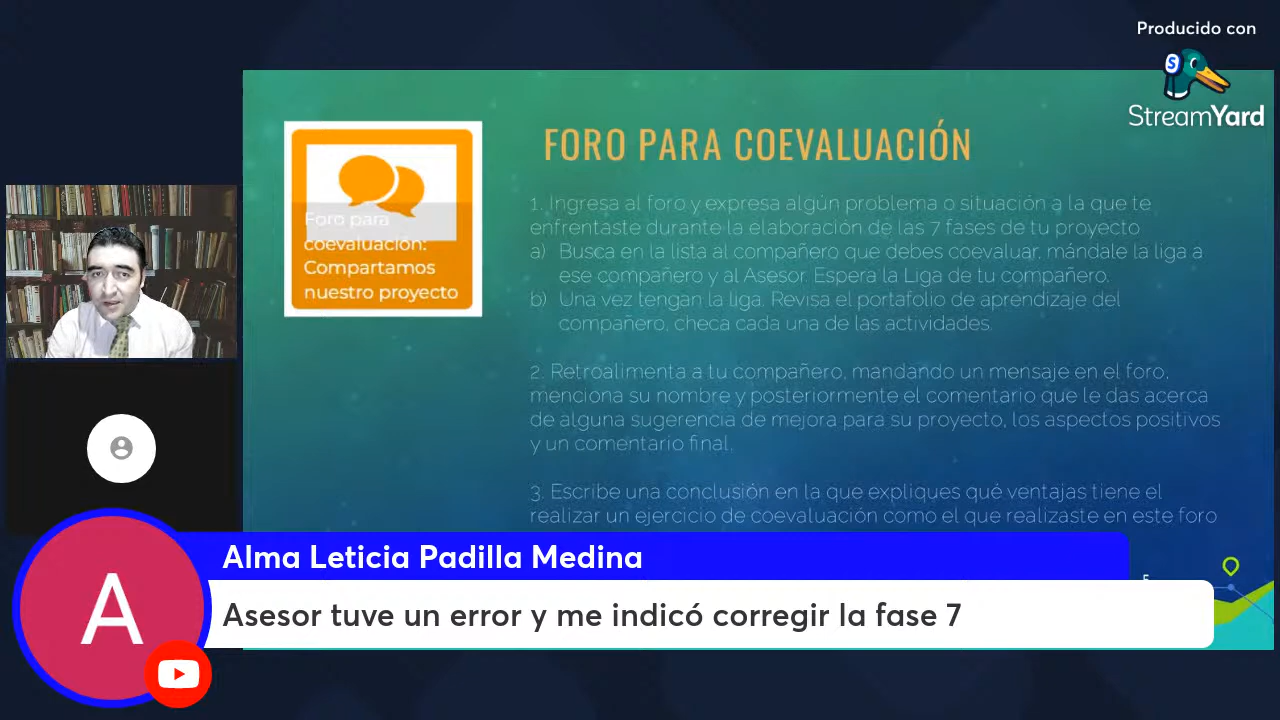 Producido con
StreamYard
FORO PARA COEVALUACIÓN
Foro para
coevaluación:
Compartamos
nuestro proyecto
1. Ingresa al foro y expresa algún problema o situación a la que te
enfrentaste durante la elaboración de las 7 fases de tu proyecto
a) Busca en la lista al compañero que debes coevaluar, mándale la liga a
ese compañero y al Asesor. Espera la Liga de tu compañero.
b) Una vez tengan la liga. Revisa el portafolio de aprendizaje del
compañero, checa cada una de las actividades.
2. Retroalimenta a tu compañero, mandando un mensaje en el foro,
menciona su nombre y posteriormente el comentario que le das acerca
de alguna sugerencia de mejora para su proyecto, los aspectos positivos
y un comentario final.
3. Escribe una conclusión en la que expliques qué ventajas tiene el
realizar un ejercicio de coevaluación como el que realizaste en este foro
Alma Leticia Padilla Medina
A
Asesor tuve un error y me indicó corregir la fase 7